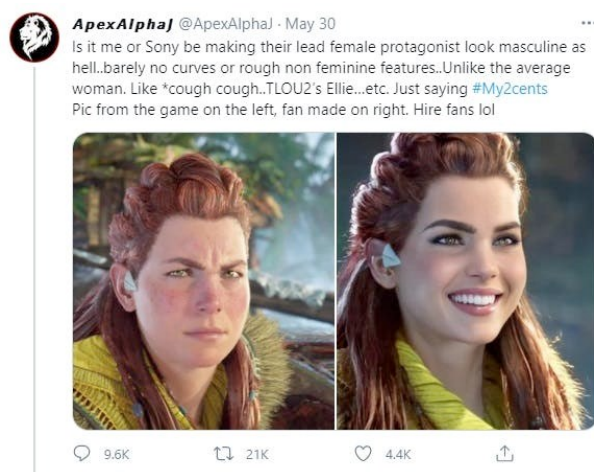 ApexAlphaJ @ApexAlphaJ · May 30
Is it me or Sony be making their lead female protagonist look masculine as
hell..barely no curves or rough non feminine features..Unlike the average
woman. Like *cough cough..TLOU2's Ellie...etc. Just saying #My2cents
Pic from the game on the left, fan made on right. Hire fans lol
9.6K 21K 4.4K